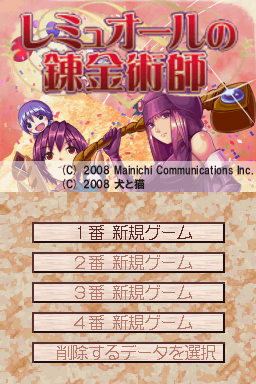 レミュオールの
錬金術師
(C) 2008 Mainichi Communications Inc.
(C) 2008 犬と猫
1番 新規ゲーム
2番 新規ゲーム
3番 新規ゲーム
4番 新規ゲーム
削除するデータを選択